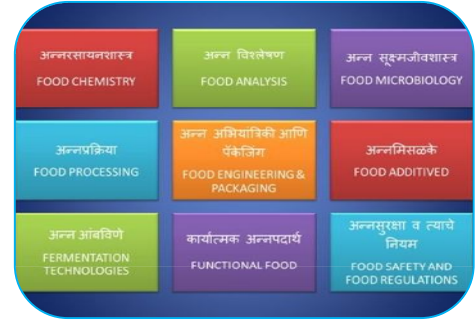 अन्नरसायनशास्त्र
FOOD CHEMISTRY
अन्न विश्लेषण
FOOD ANALYSIS
अन्न सूक्ष्मजीवशास्त्र
FOOD MICROBIOLOGY
अन्नप्रक्रिया
FOOD PROCESSING
अन्न अभियांत्रिकी आणि
पॅकेजिंग
FOOD ENGINEERING &
PACKAGING
अन्नमिसळके
FOOD ADDITIVED
अन्न आंबविणे
FERMENTATION
TECHNOLOGIES
कार्यात्मक अन्नपदार्थ
FUNCTIONAL FOOD
अन्नसुरक्षा व त्याचे
नियम
FOOD SAFETY AND
FOOD REGULATIONS